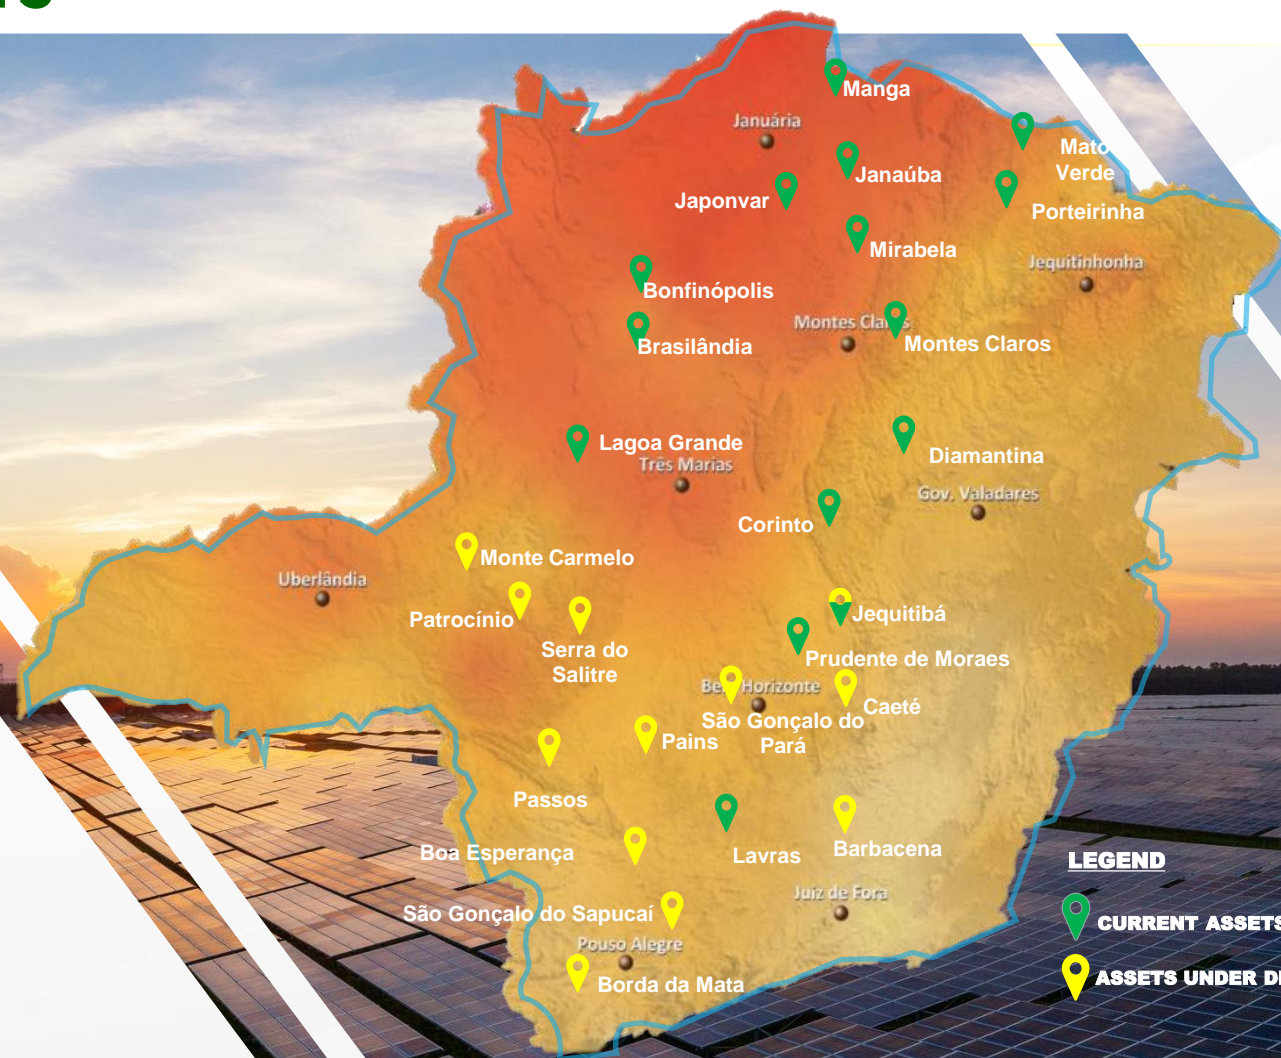 Manga
Januária
Mato
Verde
Janaúba
Japonvar
Porteirinha
Mirabela
Jequitinhonha
Bonfinópolis
Montes Claros
Montes Claros
Brasilândia
Lagoa Grande
Três Marias
Diamantina
Gov. Valadares
Corinto
Monte Carmelo
Uberlândia
Patrocínio
Jequitibá
Serra do
Salitre
Prudente de Moraes
Horizonte
Caeté
São Gonçalo do
Pará
Pains
Passos
Boa Esperança
Lavras
Barbacena
LEGEND
Juiz de Fora
São Gonçalo do Sapucaí
CURRENT ASSETS
Pouso Alegre
Borda da Mata
ASSETS UNDER